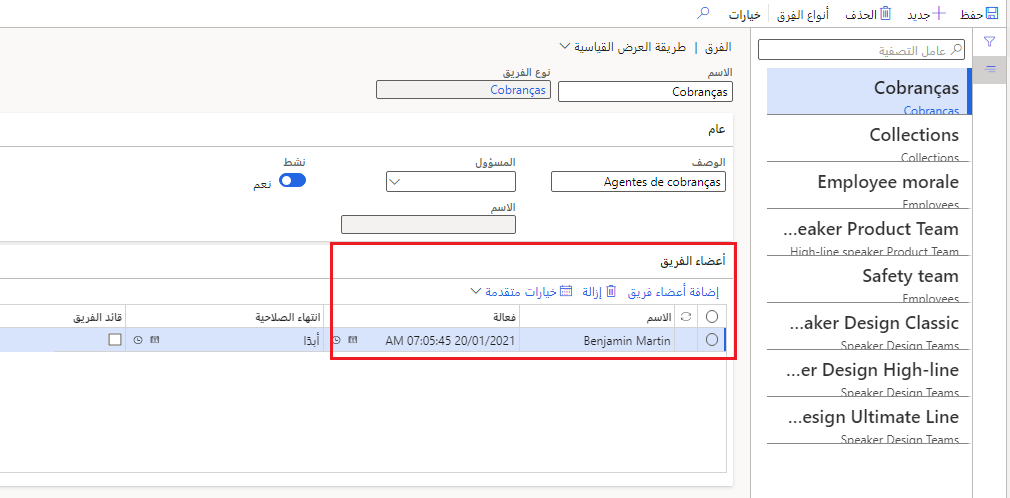 حفظ جديد الحذف أنواع الفِرق خيارات
عامل التصفية
Cobranças
Cobranças
Collections
Collections
Employee morale
Employees
...eaker Product Team
High-line speaker Product Team
Safety team
Employees
...aker Design Classic
Speaker Design Teams
...er Design High-line
Speaker Design Teams
...esign Ultimate Line
Speaker Design Teams
الفرق | طريقة العرض القياسية
الاسم نوع الفريق
Cobranças Cobranças
عام
الوصف المسؤول نشط
Agentes de cobranças نعم
الاسم
أعضاء الفريق
إضافة أعضاء فريق إزالة خيارات متقدمة
الاسم فعالة انتهاء الصلاحية قائد الفريق
Benjamin Martin 20/01/2021 07:05:45 AM أبدًا